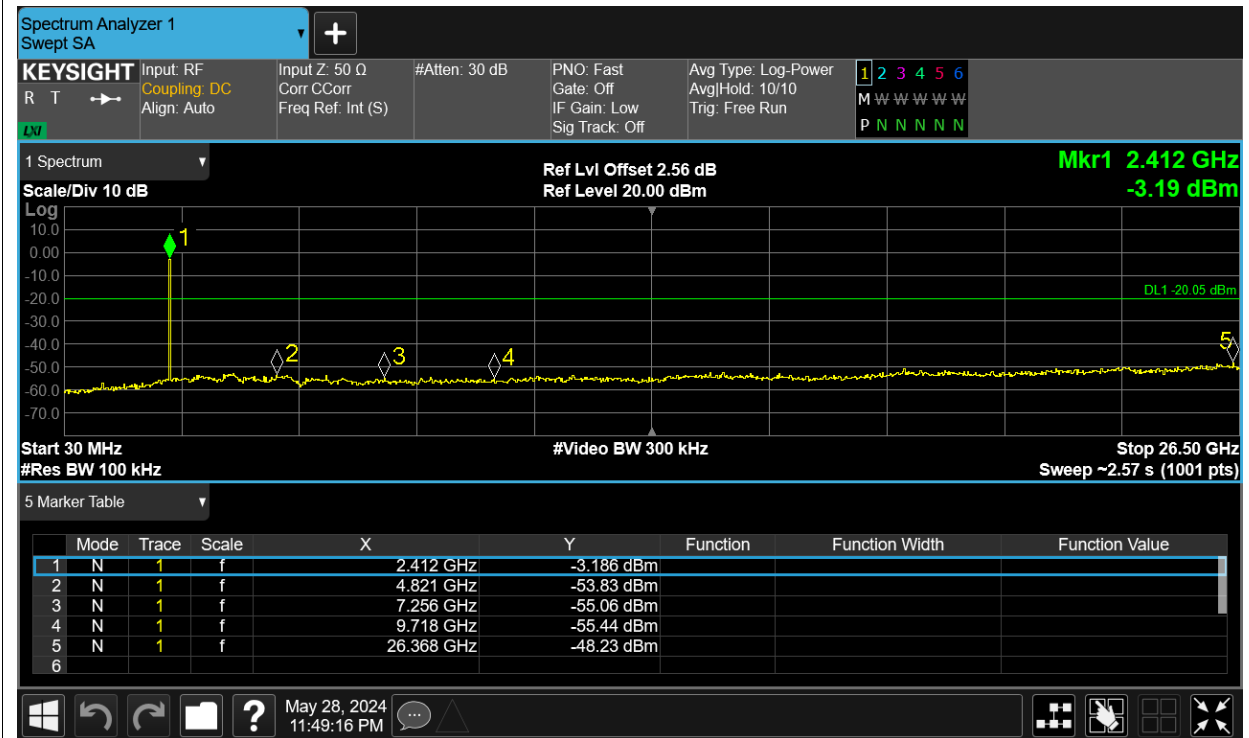 Spectrum Analyzer 1
Swept SA
+
KEYSIGHT
R T
LXI
Input: RF
Coupling: DC
Align: Auto
Input Z: 50 Ω
Corr CCorr
Freq Ref: Int (S)
#Atten: 30 dB
PNO: Fast
Gate: Off
IF Gain: Low
Sig Track: Off
Avg Type: Log-Power
Avg|Hold: 10/10
Trig: Free Run
1 2 3 4 5 6
M W W W W W
P N N N N N
1 Spectrum
Scale/Div 10 dB
Ref Lvl Offset 2.56 dB
Ref Level 20.00 dBm
Mkr1 2.412 GHz
-3.19 dBm
Log
10.0
0.00
-10.0
-20.0
-30.0
-40.0
-50.0
-60.0
-70.0
1
DL1 -20.05 dBm
2
3
4
5
Start 30 MHz
#Res BW 100 kHz
#Video BW 300 kHz
Stop 26.50 GHz
Sweep ~2.57 s (1001 pts)
5 Marker Table
Mode Trace Scale X Y Function Function Width Function Value
1 N 1 f 2.412 GHz -3.186 dBm
2 N 1 f 4.821 GHz -53.83 dBm
3 N 1 f 7.256 GHz -55.06 dBm
4 N 1 f 9.718 GHz -55.44 dBm
5 N 1 f 26.368 GHz -48.23 dBm
6
?
May 28, 2024
11:49:16 PM